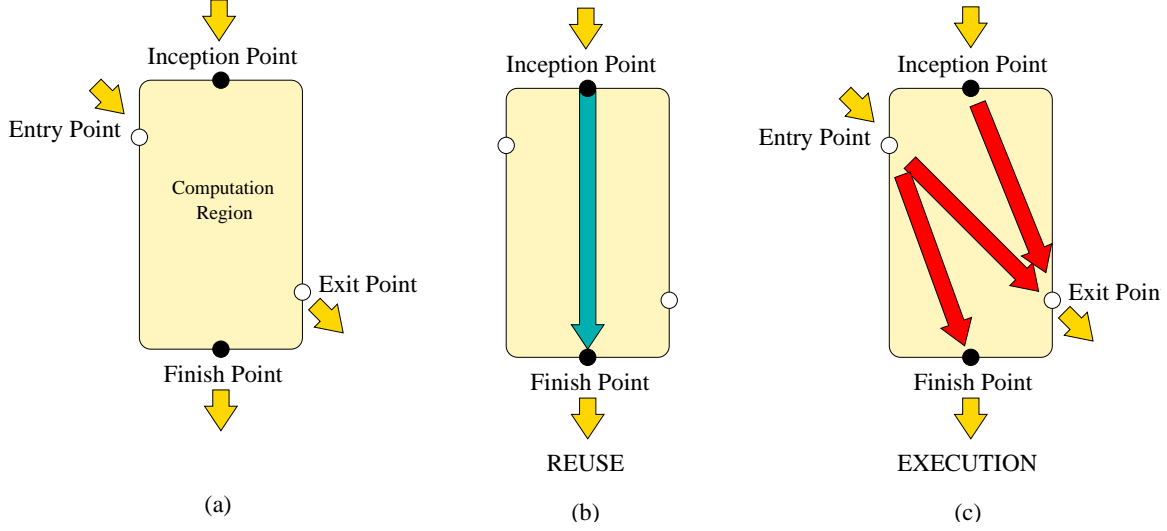 Inception Point
Entry Point
Computation
Region
Exit Point
Finish Point
(a)
Inception Point
Finish Point
REUSE
(b)
Inception Point
Entry Point
Exit Poin
Finish Point
EXECUTION
(c)